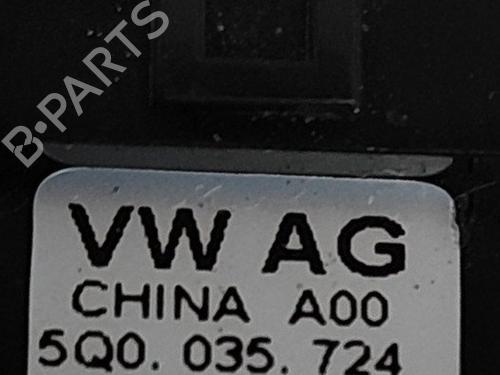 B-PARTS
VW AG
CHINA A00
5Q0. 035. 724